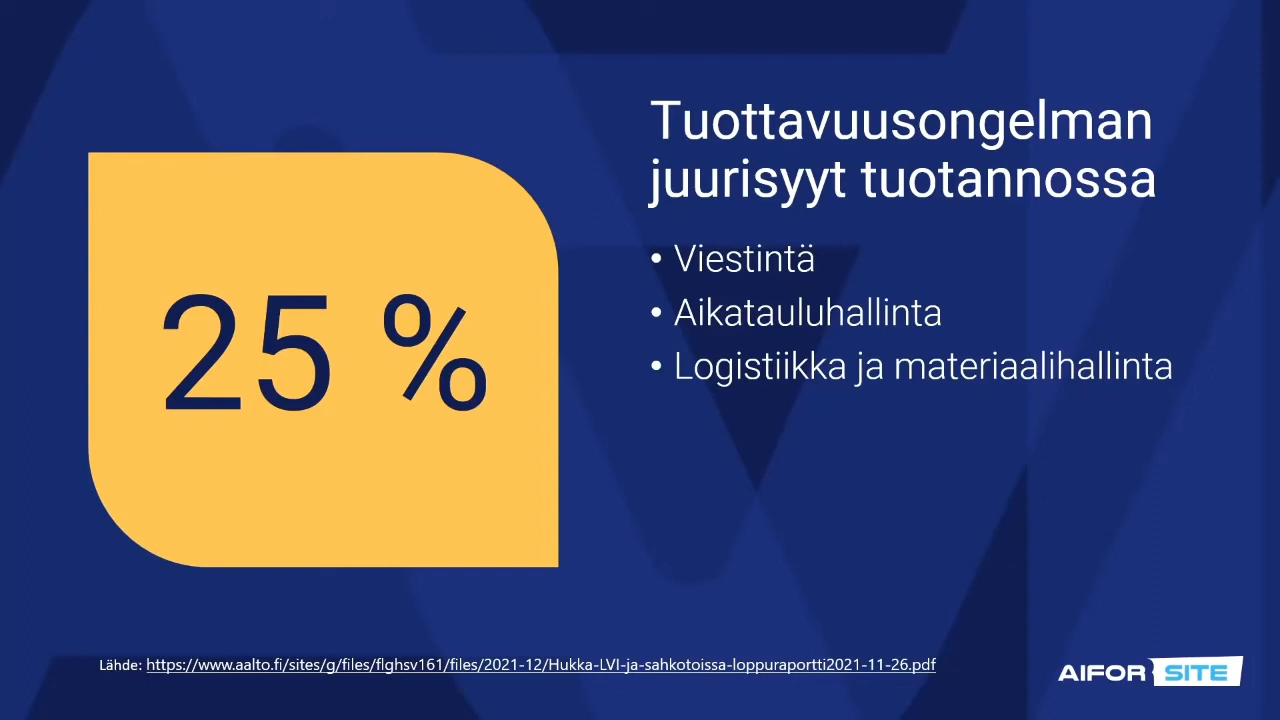 25 %
Tuottavuusongelman
juurisyyt tuotannossa
• Viestintä
• Aikatauluhallinta
• Logistiikka ja materiaalihallinta
Lähde: https://www.aalto.fi/sites/g/files/flghsv161/files/2021-12/Hukka-LVI-ja-sahkotoissa-loppuraportti2021-11-26.pdf
AIFOR SITE